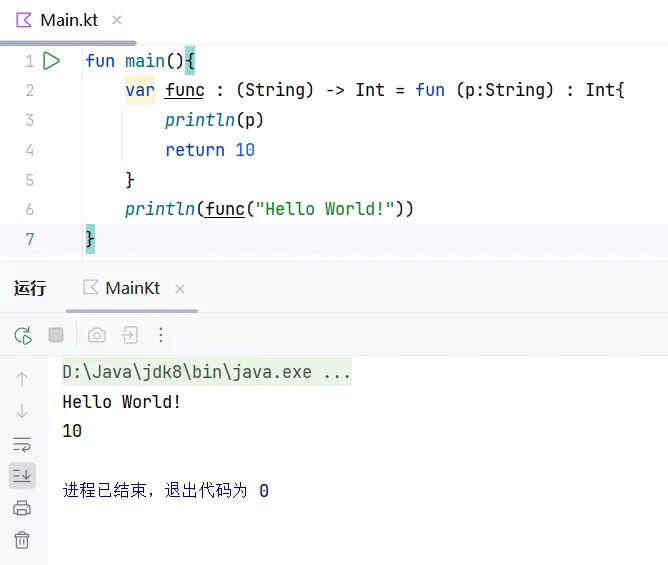 Main.kt
1 fun main(){
2 var func : (String) -> Int = fun (p:String) : Int{
3 println(p)
4 return 10
5 }
6 println(func("Hello World!"))
7 }
运行 MainKt
D:\Java\jdk8\bin\java.exe ...
Hello World!
10
进程已结束，退出代码为 0